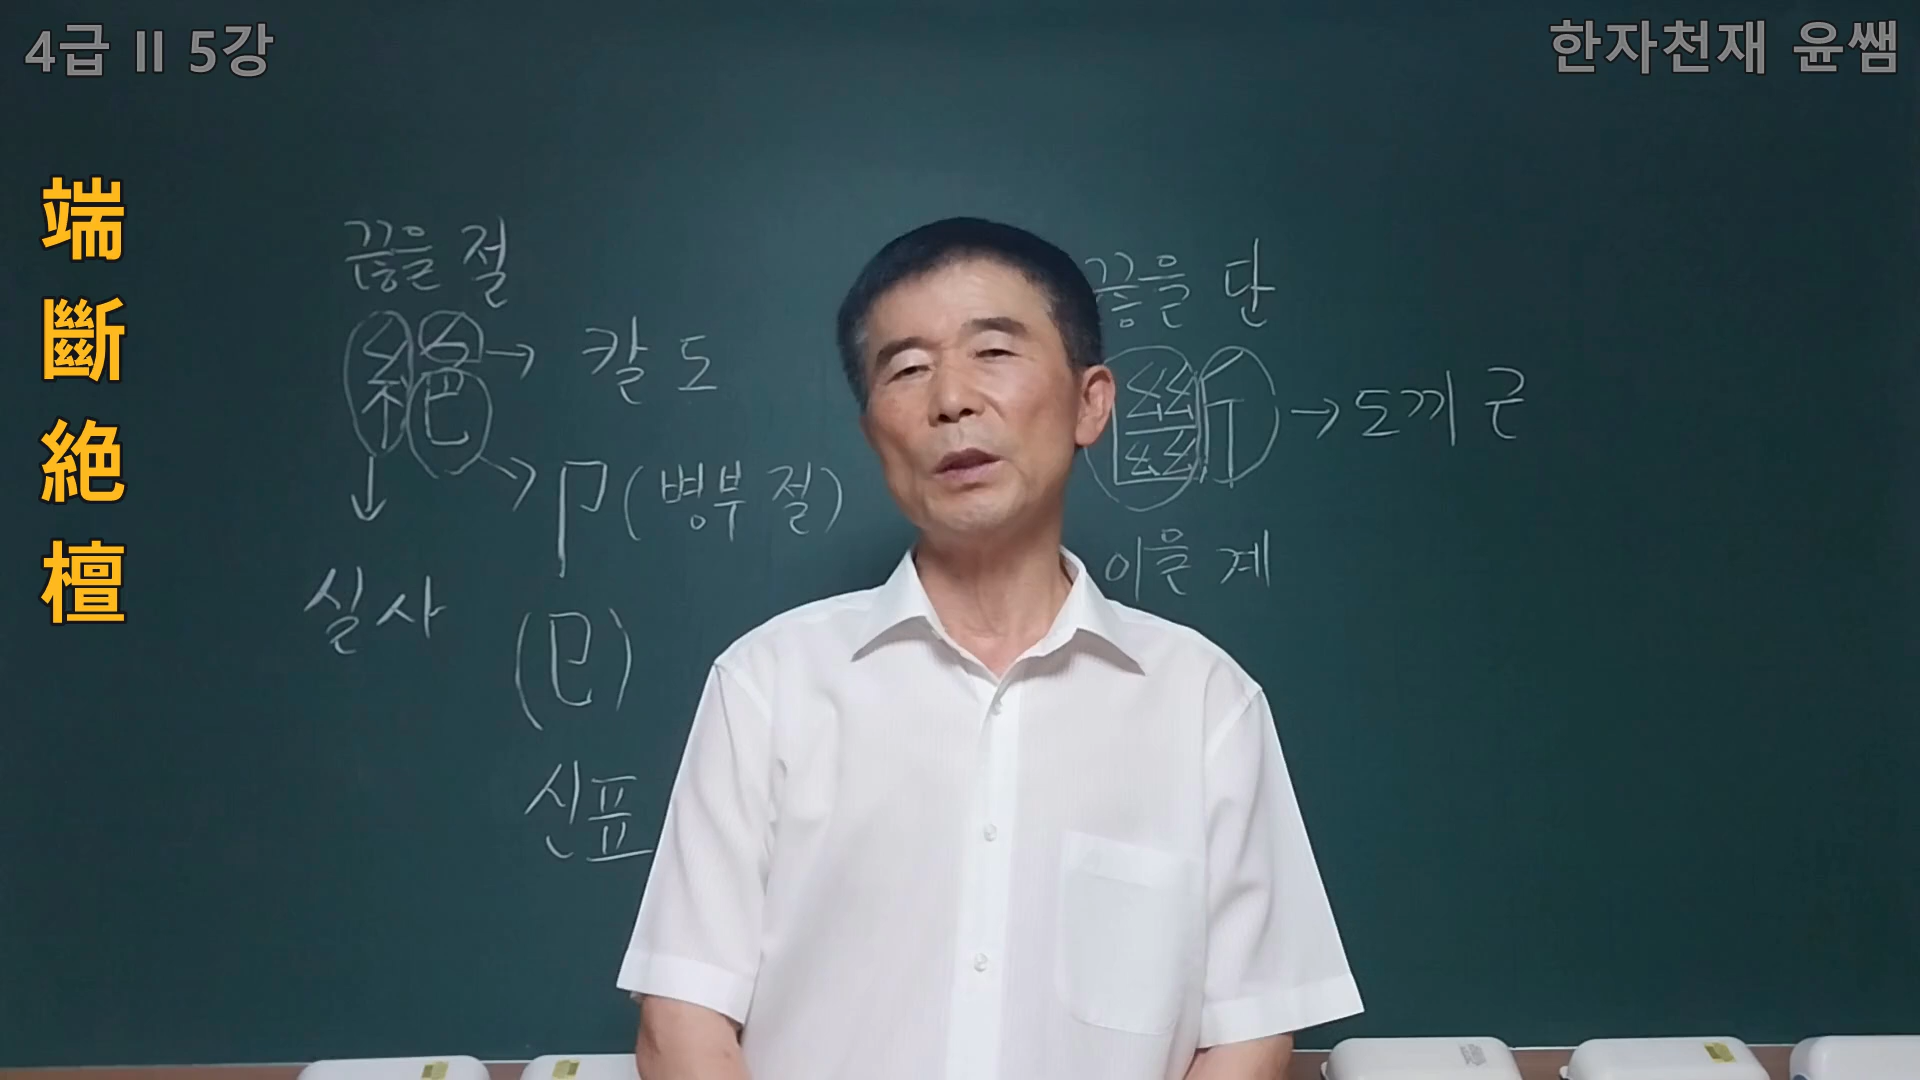 4급 II 5강
한자천재 윤쌤
端
斷
絶
檀
끊을 절
絕 → 칼 도
↓ → 卩 (병부 절)
실 사
(㔾)
신표
끊을 단
斷 → 도끼 근
이을 계